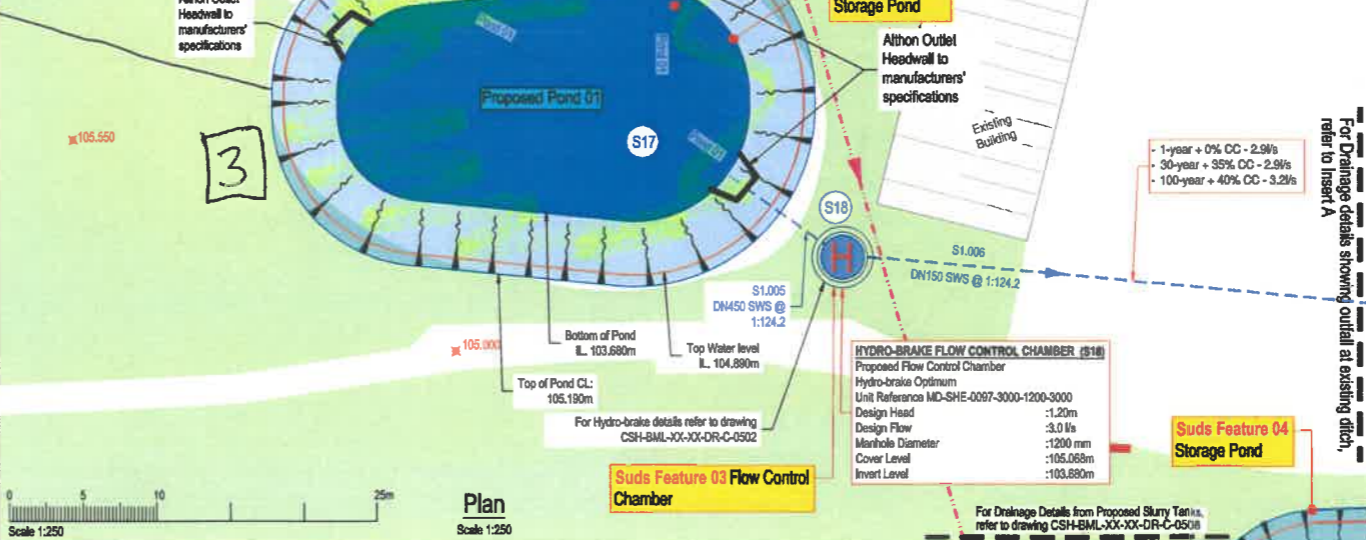 Headwall to
manufacturers'
specifications
Storage Pond
Althon Outlet
Headwall to
manufacturers'
specifications
Proposed Pond 01
S17
105.550
3
Existing
Building
- 1-year + 0% CC - 2.9l/s
- 30-year + 35% CC - 2.9l/s
- 100-year + 40% CC - 3.2l/s
For Drainage details showing outfall at existing ditch,
refer to Insert A
S18
H
S1.006
DN150 SWS @ 1:124.2
S1.005
DN450 SWS @
1:124.2
105.000
Bottom of Pond
IL. 103.680m
Top Water level
IL. 104.890m
Top of Pond CL:
105.190m
For Hydro-brake details refer to drawing
CSH-BML-XX-XX-DR-C-0502
HYDRO-BRAKE FLOW CONTROL CHAMBER (S18)
Proposed Flow Control Chamber
Hydro-brake Optimum
Unit Reference MD-SHE-0097-3000-1200-3000
Design Head :1.20m
Design Flow :3.0 l/s
Manhole Diameter :1200 mm
Cover Level :105.068m
Invert Level :103.680m
Suds Feature 03 Flow Control
Chamber
Suds Feature 04
Storage Pond
0 5 10 25m
Scale 1:250
Plan
Scale 1:250
For Drainage Details from Proposed Slurry Tanks,
refer to drawing CSH-BML-XX-XX-DR-C-0508